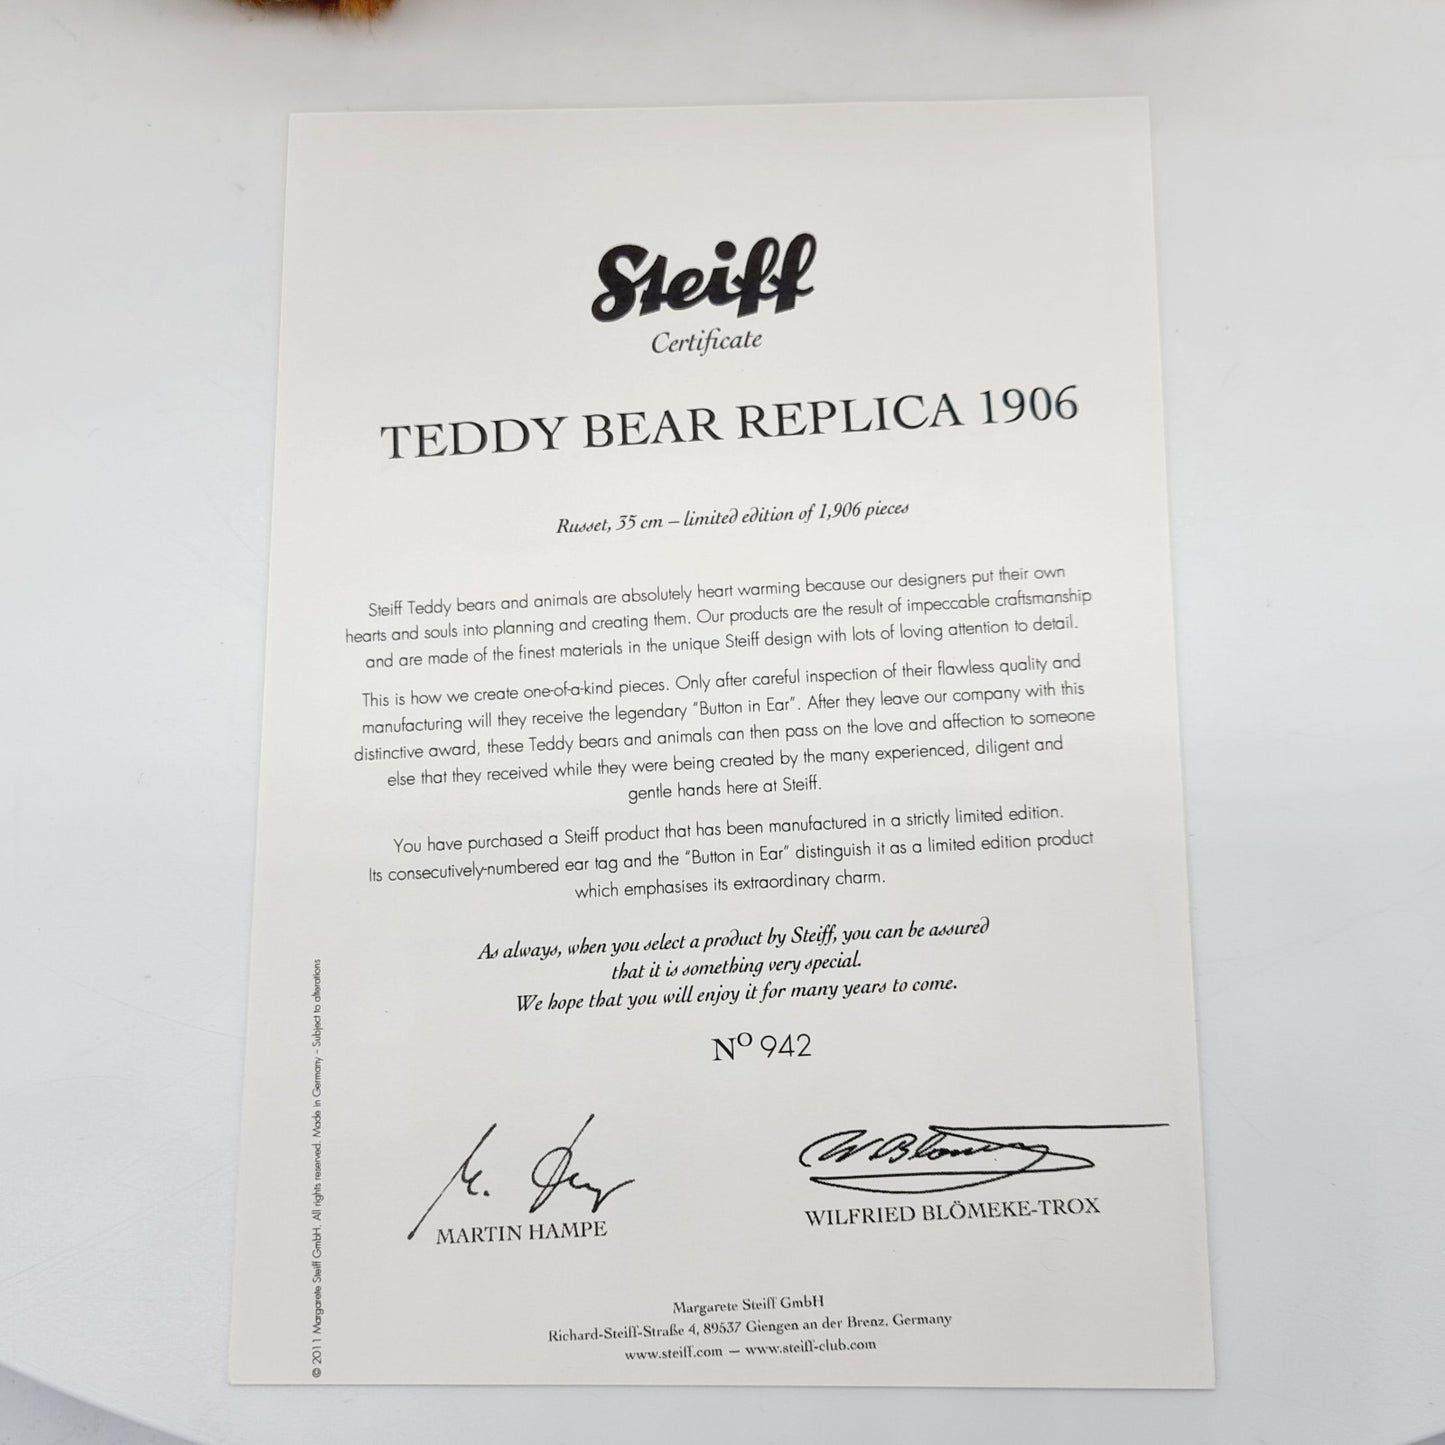 Steiff
Certificate
TEDDY BEAR REPLICA 1906
Russet, 35 cm – limited edition of 1,906 pieces
Steiff Teddy bears and animals are absolutely heart warming because our designers put their own
hearts and souls into planning and creating them. Our products are the result of impeccable craftsmanship
and are made of the finest materials in the unique Steiff design with lots of loving attention to detail.
This is how we create one-of-a-kind pieces. Only after careful inspection of their flawless quality and
manufacturing will they receive the legendary “Button in Ear”. After they leave our company with this
distinctive award, these Teddy bears and animals can then pass on the love and affection to someone
else that they received while they were being created by the many experienced, diligent and
gentle hands here at Steiff.
You have purchased a Steiff product that has been manufactured in a strictly limited edition.
Its consecutively-numbered ear tag and the “Button in Ear” distinguish it as a limited edition product
which emphasises its extraordinary charm.
As always, when you select a product by Steiff, you can be assured
that it is something very special.
We hope that you will enjoy it for many years to come.
Nº 942
MARTIN HAMPE
W Blöme
WILFRIED BLÖMEKE-TROX
Margarete Steiff GmbH
Richard-Steiff-Straße 4, 89537 Giengen an der Brenz, Germany
www.steiff.com – www.steiff-club.com
© 2011 Margarete Steiff GmbH. All rights reserved. Made in Germany – Subject to alterations